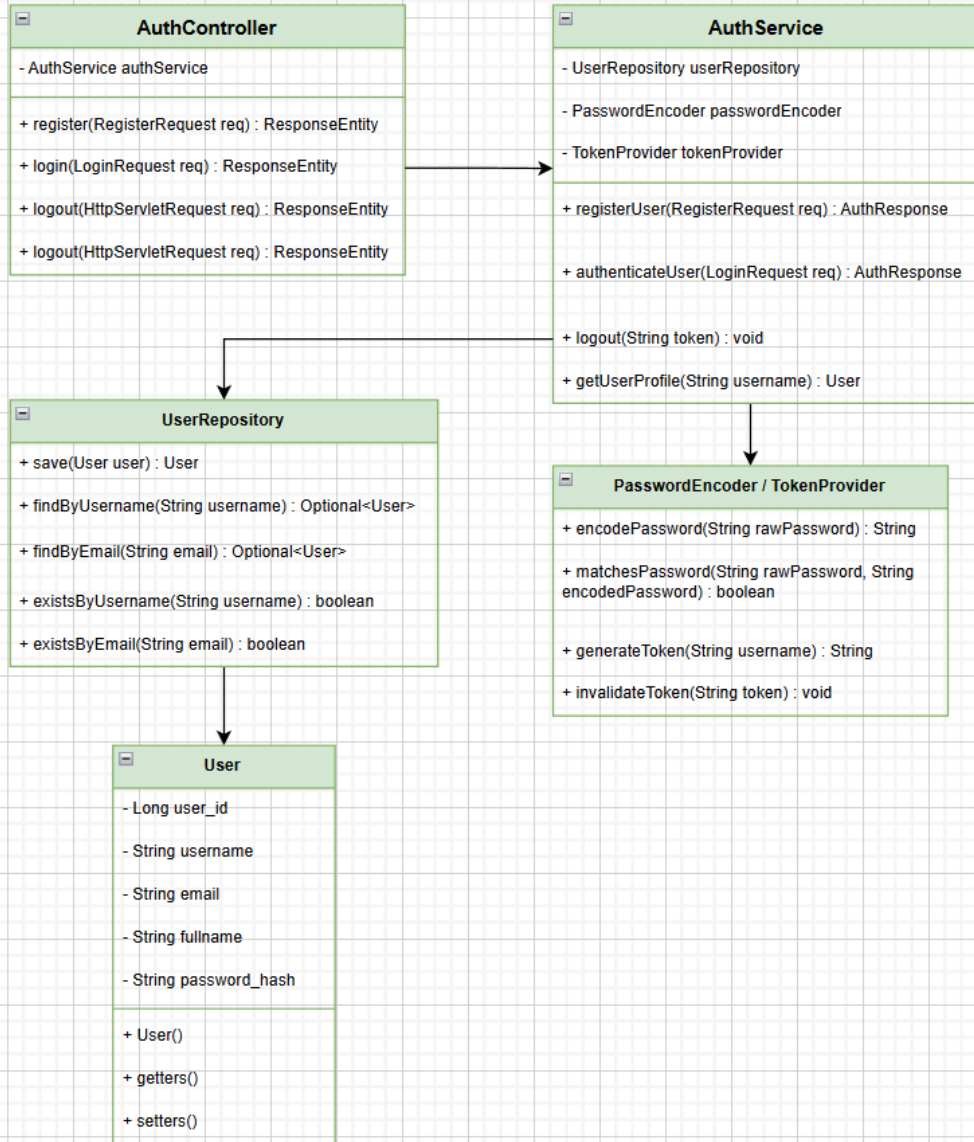 AuthController
- AuthService authService
+ register(RegisterRequest req) : ResponseEntity
+ login(LoginRequest req) : ResponseEntity
+ logout(HttpServletRequest req) : ResponseEntity
+ logout(HttpServletRequest req) : ResponseEntity
AuthService
- UserRepository userRepository
- PasswordEncoder passwordEncoder
- TokenProvider tokenProvider
+ registerUser(RegisterRequest req) : AuthResponse
+ authenticateUser(LoginRequest req) : AuthResponse
+ logout(String token) : void
+ getUserProfile(String username) : User
UserRepository
+ save(User user) : User
+ findByUsername(String username) : Optional<User>
+ findByEmail(String email) : Optional<User>
+ existsByUsername(String username) : boolean
+ existsByEmail(String email) : boolean
PasswordEncoder / TokenProvider
+ encodePassword(String rawPassword) : String
+ matchesPassword(String rawPassword, String
encodedPassword) : boolean
+ generateToken(String username) : String
+ invalidateToken(String token) : void
User
- Long user_id
- String username
- String email
- String fullname
- String password_hash
+ User()
+ getters()
+ setters()